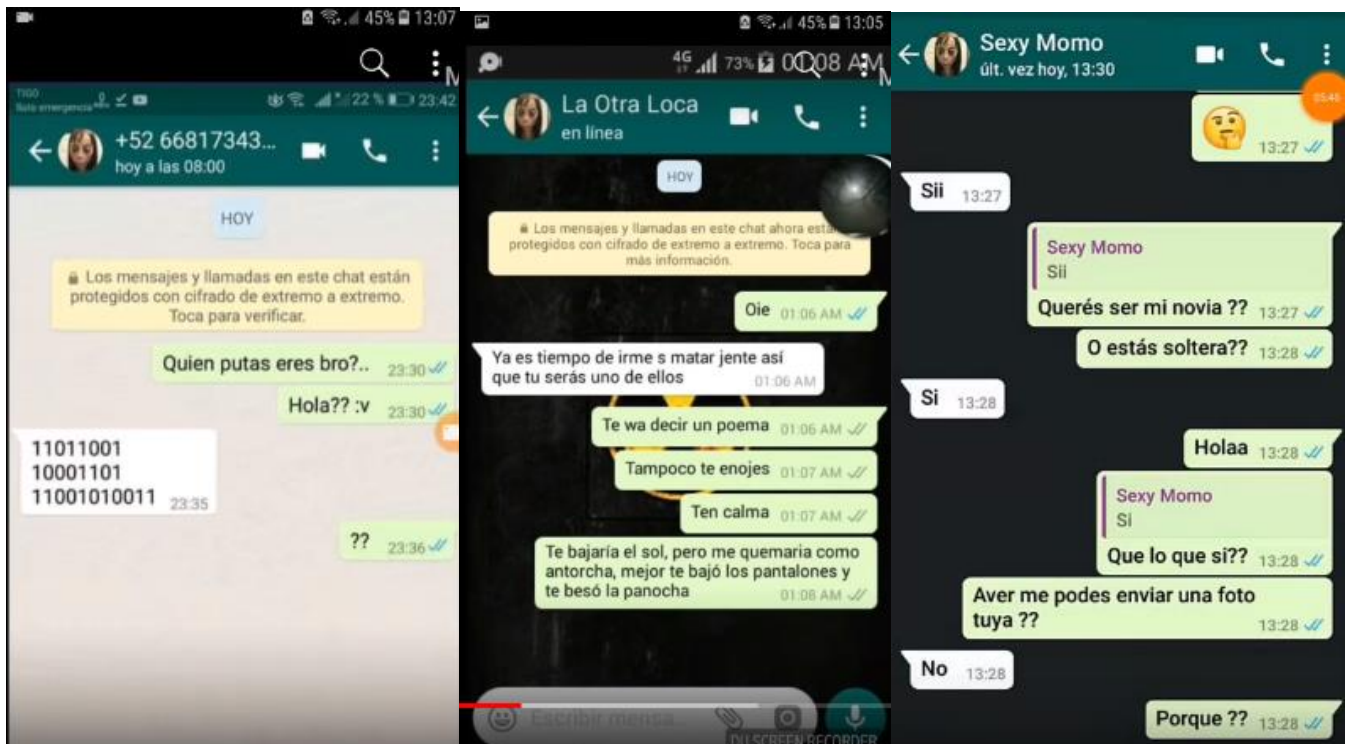 45% 13:07
TIGO
22 % 23:42
+52 66817343...
hoy a las 08:00
HOY
Los mensajes y llamadas en este chat están
protegidos con cifrado de extremo a extremo.
Toca para verificar.
Quien putas eres bro?.. 23:30
Hola?? :v 23:30
11011001
10001101
11001010011 23:35
?? 23:36
45% 13:05
4G 73% 08 AM
La Otra Loca
en línea
HOY
Los mensajes y llamadas en este chat ahora
protegidos con cifrado de extremo a extremo. Toca para
más información.
Oie 01:06 AM
Ya es tiempo de irme s matar jente así
que tu serás uno de ellos 01:06 AM
Te wa decir un poema 01:06 AM
Tampoco te enojes 01:07 AM
Ten calma 01:07 AM
Te bajaría el sol, pero me quemaria como
antorcha, mejor te bajó los pantalones y
te besó la panocha 01:08 AM
Escribir mensa...
DU SCREEN RECORDER
Sexy Momo
últ. vez hoy, 13:30
05:45
13:27
Sii 13:27
Sexy Momo
Sii
Querés ser mi novia ?? 13:27
O estás soltera?? 13:28
Si 13:28
Holaa 13:28
Sexy Momo
Si
Que lo que si?? 13:28
Aver me podes enviar una foto
tuya ?? 13:28
No 13:28
Porque ?? 13:28